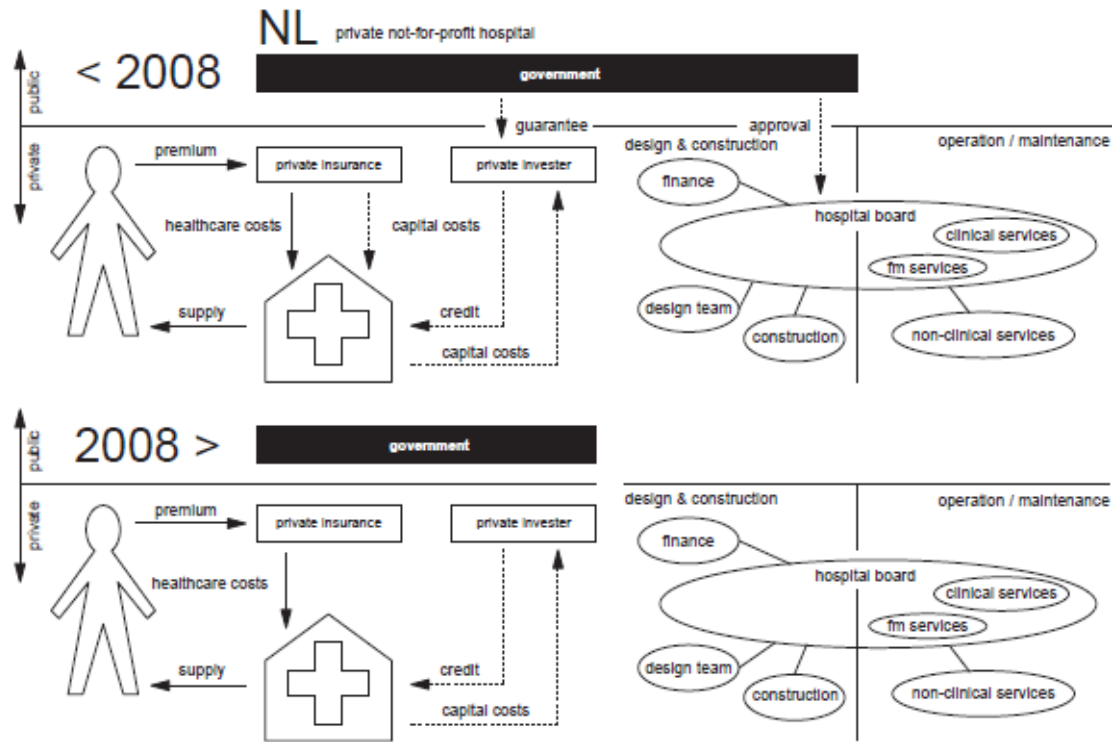 NL private not-for-profit hospital
public
< 2008
government
guarantee
approval
private
premium
private insurance
private invester
design & construction
operation / maintenance
finance
healthcare costs
capital costs
hospital board
clinical services
fm services
supply
credit
design team
construction
non-clinical services
capital costs
public
2008 >
government
private
premium
private insurance
private invester
design & construction
operation / maintenance
finance
healthcare costs
hospital board
clinical services
fm services
supply
credit
design team
construction
non-clinical services
capital costs